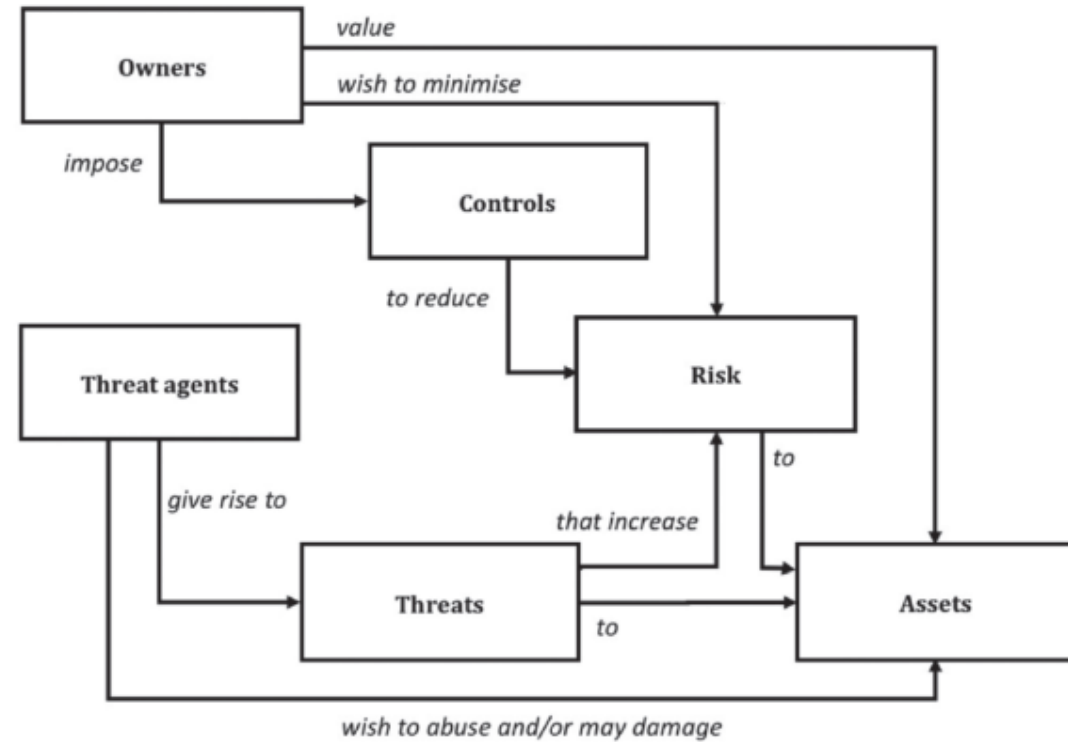 value
Owners
wish to minimise
impose
Controls
to reduce
Threat agents
Risk
to
give rise to
that increase
Threats
to
Assets
wish to abuse and/or may damage